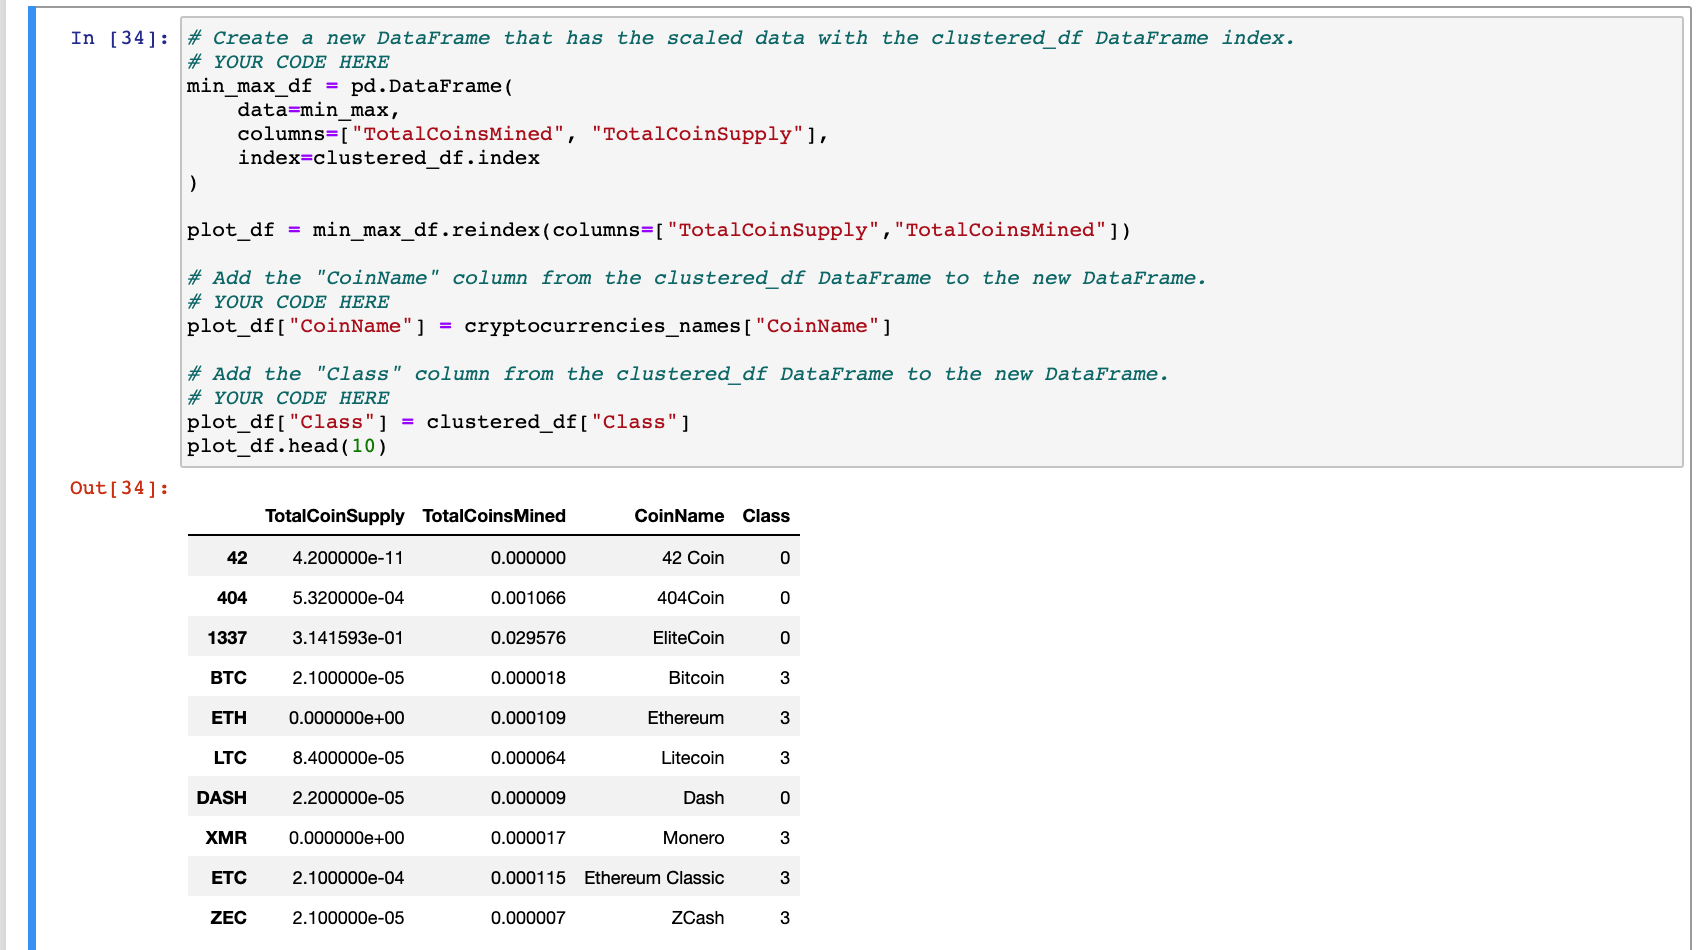 In [34]: # Create a new DataFrame that has the scaled data with the clustered_df DataFrame index.
# YOUR CODE HERE
min_max_df = pd.DataFrame(
    data=min_max,
    columns=["TotalCoinsMined", "TotalCoinSupply"],
    index=clustered_df.index
)

plot_df = min_max_df.reindex(columns=["TotalCoinSupply","TotalCoinsMined"])

# Add the "CoinName" column from the clustered_df DataFrame to the new DataFrame.
# YOUR CODE HERE
plot_df["CoinName"] = cryptocurrencies_names["CoinName"]

# Add the "Class" column from the clustered_df DataFrame to the new DataFrame.
# YOUR CODE HERE
plot_df["Class"] = clustered_df["Class"]
plot_df.head(10)
Out[34]:
TotalCoinSupply TotalCoinsMined CoinName Class
42 4.200000e-11 0.000000 42 Coin 0
404 5.320000e-04 0.001066 404Coin 0
1337 3.141593e-01 0.029576 EliteCoin 0
BTC 2.100000e-05 0.000018 Bitcoin 3
ETH 0.000000e+00 0.000109 Ethereum 3
LTC 8.400000e-05 0.000064 Litecoin 3
DASH 2.200000e-05 0.000009 Dash 0
XMR 0.000000e+00 0.000017 Monero 3
ETC 2.100000e-04 0.000115 Ethereum Classic 3
ZEC 2.100000e-05 0.000007 ZCash 3